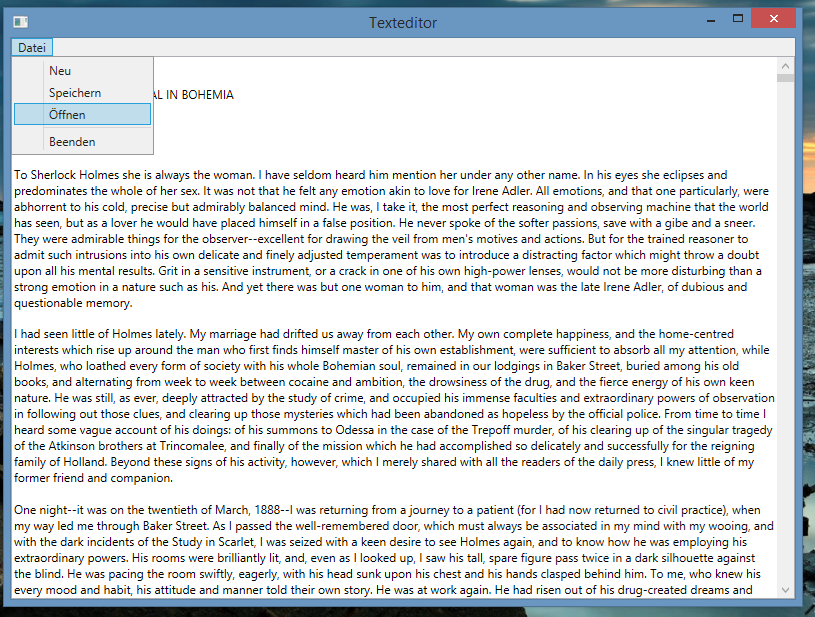 Texteditor
Datei
Neu
Speichern
Öffnen
Beenden
IN BOHEMIA
To Sherlock Holmes she is always the woman. I have seldom heard him mention her under any other name. In his eyes she eclipses and
predominates the whole of her sex. It was not that he felt any emotion akin to love for Irene Adler. All emotions, and that one particularly, were
abhorrent to his cold, precise but admirably balanced mind. He was, I take it, the most perfect reasoning and observing machine that the world
has seen, but as a lover he would have placed himself in a false position. He never spoke of the softer passions, save with a gibe and a sneer.
They were admirable things for the observer--excellent for drawing the veil from men's motives and actions. But for the trained reasoner to
admit such intrusions into his own delicate and finely adjusted temperament was to introduce a distracting factor which might throw a doubt
upon all his mental results. Grit in a sensitive instrument, or a crack in one of his own high-power lenses, would not be more disturbing than a
strong emotion in a nature such as his. And yet there was but one woman to him, and that woman was the late Irene Adler, of dubious and
questionable memory.
I had seen little of Holmes lately. My marriage had drifted us away from each other. My own complete happiness, and the home-centred
interests which rise up around the man who first finds himself master of his own establishment, were sufficient to absorb all my attention, while
Holmes, who loathed every form of society with his whole Bohemian soul, remained in our lodgings in Baker Street, buried among his old
books, and alternating from week to week between cocaine and ambition, the drowsiness of the drug, and the fierce energy of his own keen
nature. He was still, as ever, deeply attracted by the study of crime, and occupied his immense faculties and extraordinary powers of observation
in following out those clues, and clearing up those mysteries which had been abandoned as hopeless by the official police. From time to time I
heard some vague account of his doings: of his summons to Odessa in the case of the Trepoff murder, of his clearing up of the singular tragedy
of the Atkinson brothers at Trincomalee, and finally of the mission which he had accomplished so delicately and successfully for the reigning
family of Holland. Beyond these signs of his activity, however, which I merely shared with all the readers of the daily press, I knew little of my
former friend and companion.
One night--it was on the twentieth of March, 1888--I was returning from a journey to a patient (for I had now returned to civil practice), when
my way led me through Baker Street. As I passed the well-remembered door, which must always be associated in my mind with my wooing, and
with the dark incidents of the Study in Scarlet, I was seized with a keen desire to see Holmes again, and to know how he was employing his
extraordinary powers. His rooms were brilliantly lit, and, even as I looked up, I saw his tall, spare figure pass twice in a dark silhouette against
the blind. He was pacing the room swiftly, eagerly, with his head sunk upon his chest and his hands clasped behind him. To me, who knew his
every mood and habit, his attitude and manner told their own story. He was at work again. He had risen out of his drug-created dreams and